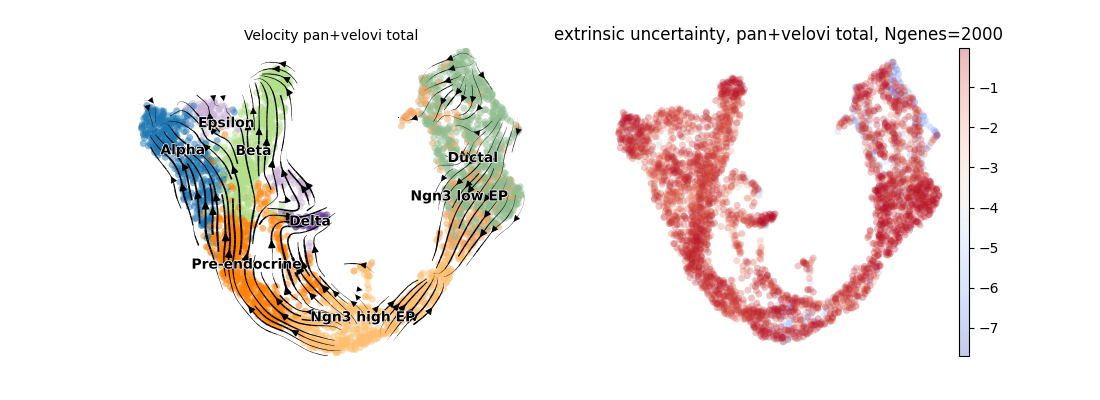 Velocity pan+velovi total
Epsilon
Alpha
Beta
Ductal
Ngn3 low EP
Delta
Pre-endocrine
Ngn3 high EP
extrinsic uncertainty, pan+velovi total, Ngenes=2000
−1
−2
−3
−4
−5
−6
−7